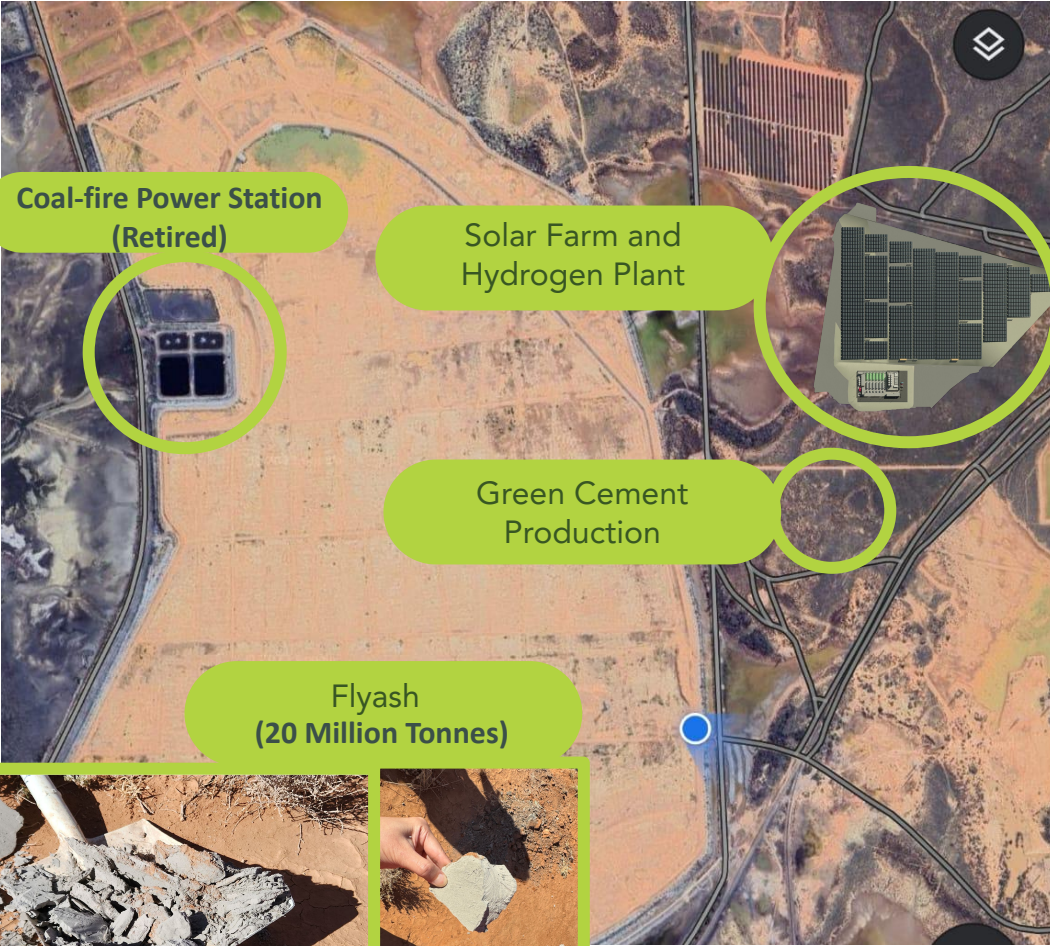 Coal-fire Power Station
(Retired)
Solar Farm and
Hydrogen Plant
Green Cement
Production
Flyash
(20 Million Tonnes)